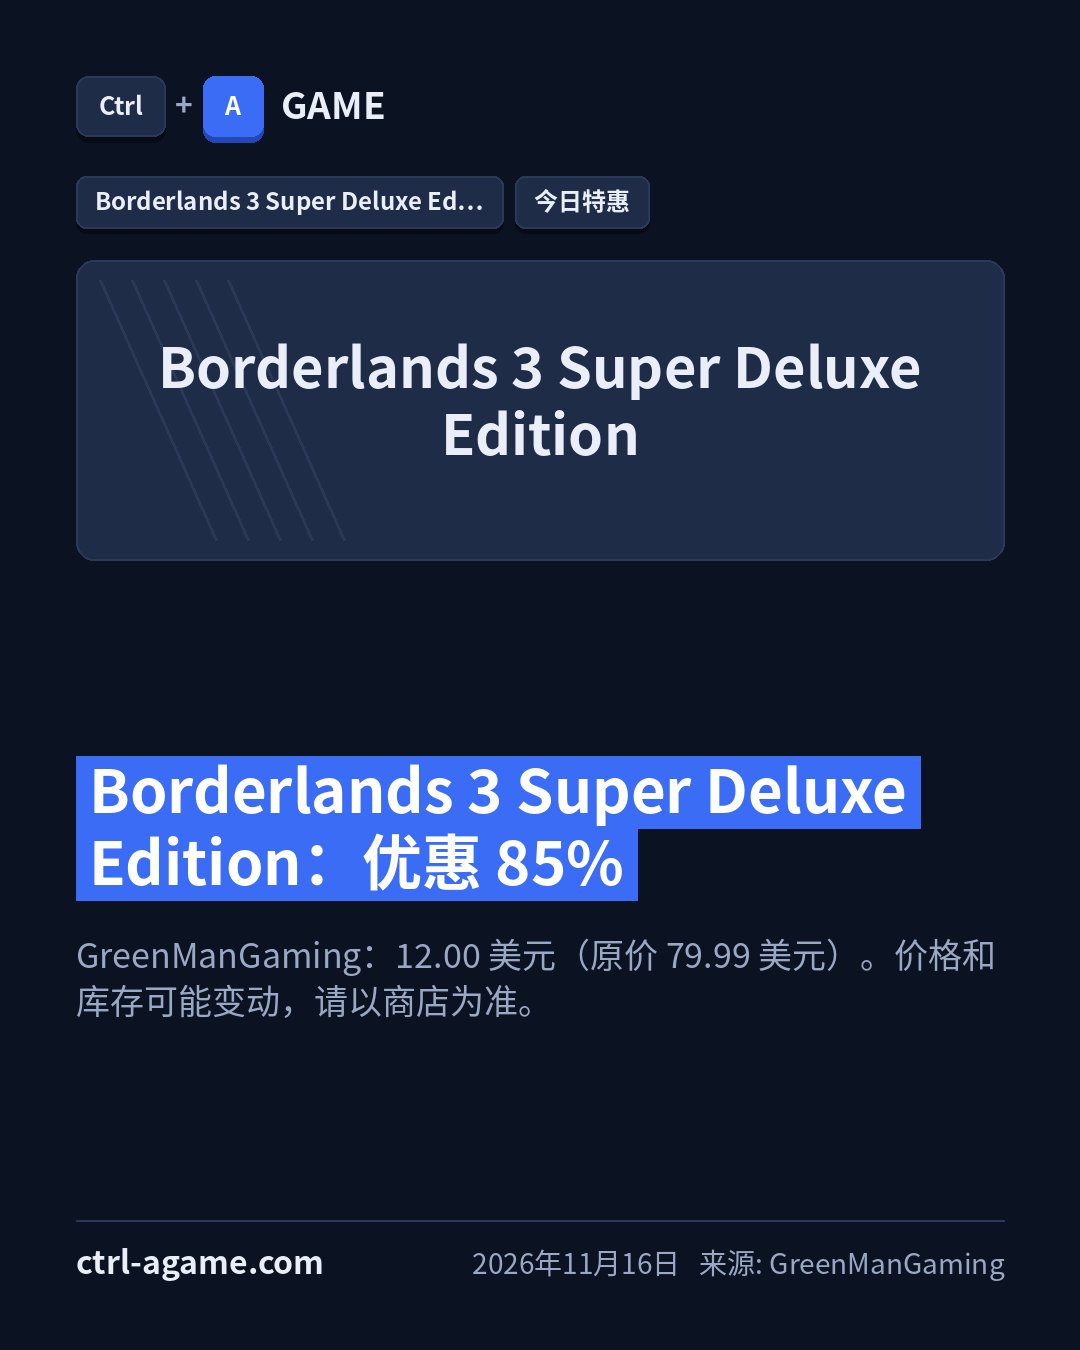 Ctrl + A GAME
Borderlands 3 Super Deluxe Ed... 今日特惠
Borderlands 3 Super Deluxe
Edition
Borderlands 3 Super Deluxe
Edition：优惠 85%
GreenManGaming：12.00 美元（原价 79.99 美元）。价格和
库存可能变动，请以商店为准。
ctrl-agame.com 2026年11月16日 来源: GreenManGaming